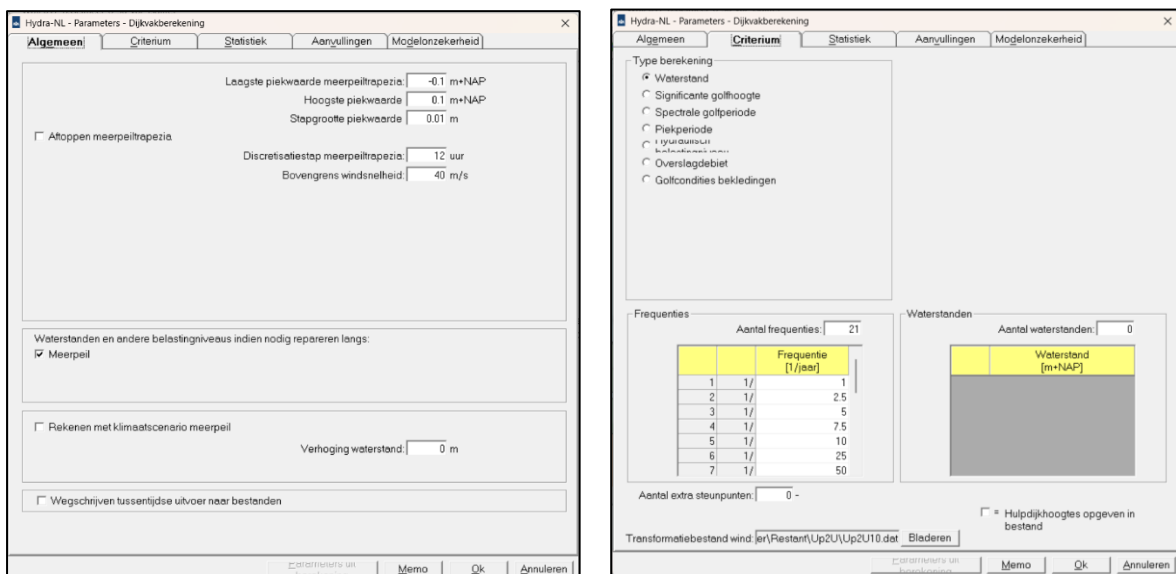 Hydra-NL - Parameters - Dijkvakberekening
Algemeen Criterium Statistiek Aanvullingen Modelonzekerheid
Laagste piekwaarde meerpeiltrapezia: -0.1 m+NAP
Hoogste piekwaarde 0.1 m+NAP
Stapgrootte piekwaarde 0.01 m
Aftoppen meerpeiltrapezia
Discretisatiestap meerpeiltrapezia: 12 uur
Bovengrens windsnelheid: 40 m/s
Waterstanden en andere belastingniveaus indien nodig repareren langs:
Meerpeil
Rekenen met klimaatscenario meerpeil
Verhoging waterstand: 0 m
Wegschrijven tussentijdse uitvoer naar bestanden
Parameters uit
Memo Ok Annuleren
Hydra-NL - Parameters - Dijkvakberekening
Algemeen Criterium Statistiek Aanvullingen Modelonzekerheid
Type berekening
Waterstand
Significante golfhoogte
Spectrale golfperiode
Piekperiode
Hydraulisch
belastingniveau
Overslagdebiet
Golfcondities bekledingen
Frequenties
Aantal frequenties: 21
Frequentie
[1/jaar]
1 1/ 1
2 1/ 2.5
3 1/ 5
4 1/ 7.5
5 1/ 10
6 1/ 25
7 1/ 50
Waterstanden
Aantal waterstanden: 0
Waterstand
[m+NAP]
Aantal extra steunpunten: 0 -
= Hulpdijkhoogtes opgeven in
bestand
Transformatiebestand wind: er\Restant\Up2U\Up2U10.dat Bladeren
Parameters uit
Memo Ok Annuleren